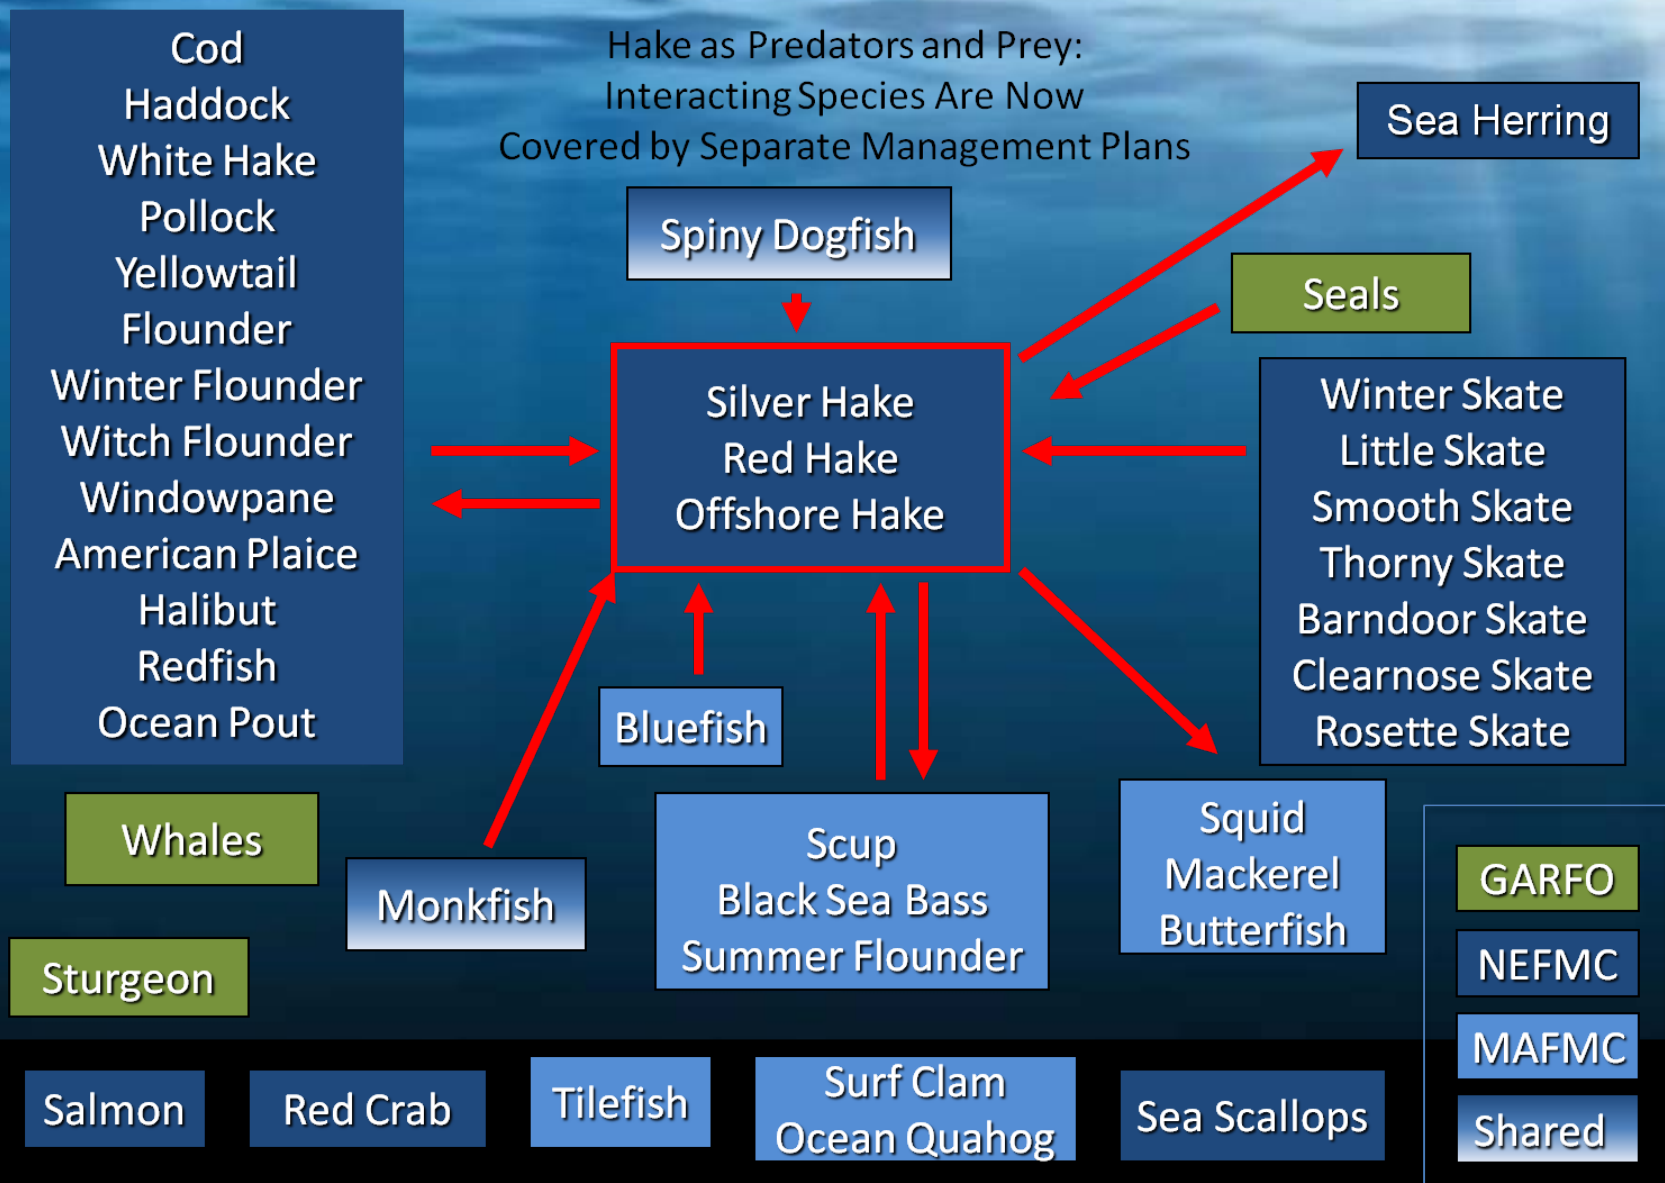 Hake as Predators and Prey:
Interacting Species Are Now
Covered by Separate Management Plans
Cod
Haddock
White Hake
Pollock
Yellowtail
Flounder
Winter Flounder
Witch Flounder
Windowpane
American Plaice
Halibut
Redfish
Ocean Pout
Spiny Dogfish
Sea Herring
Seals
Silver Hake
Red Hake
Offshore Hake
Winter Skate
Little Skate
Smooth Skate
Thorny Skate
Barndoor Skate
Clearnose Skate
Rosette Skate
Bluefish
Whales
Monkfish
Scup
Black Sea Bass
Summer Flounder
Squid
Mackerel
Butterfish
Sturgeon
GARFO
NEFMC
MAFMC
Shared
Salmon
Red Crab
Tilefish
Surf Clam
Ocean Quahog
Sea Scallops